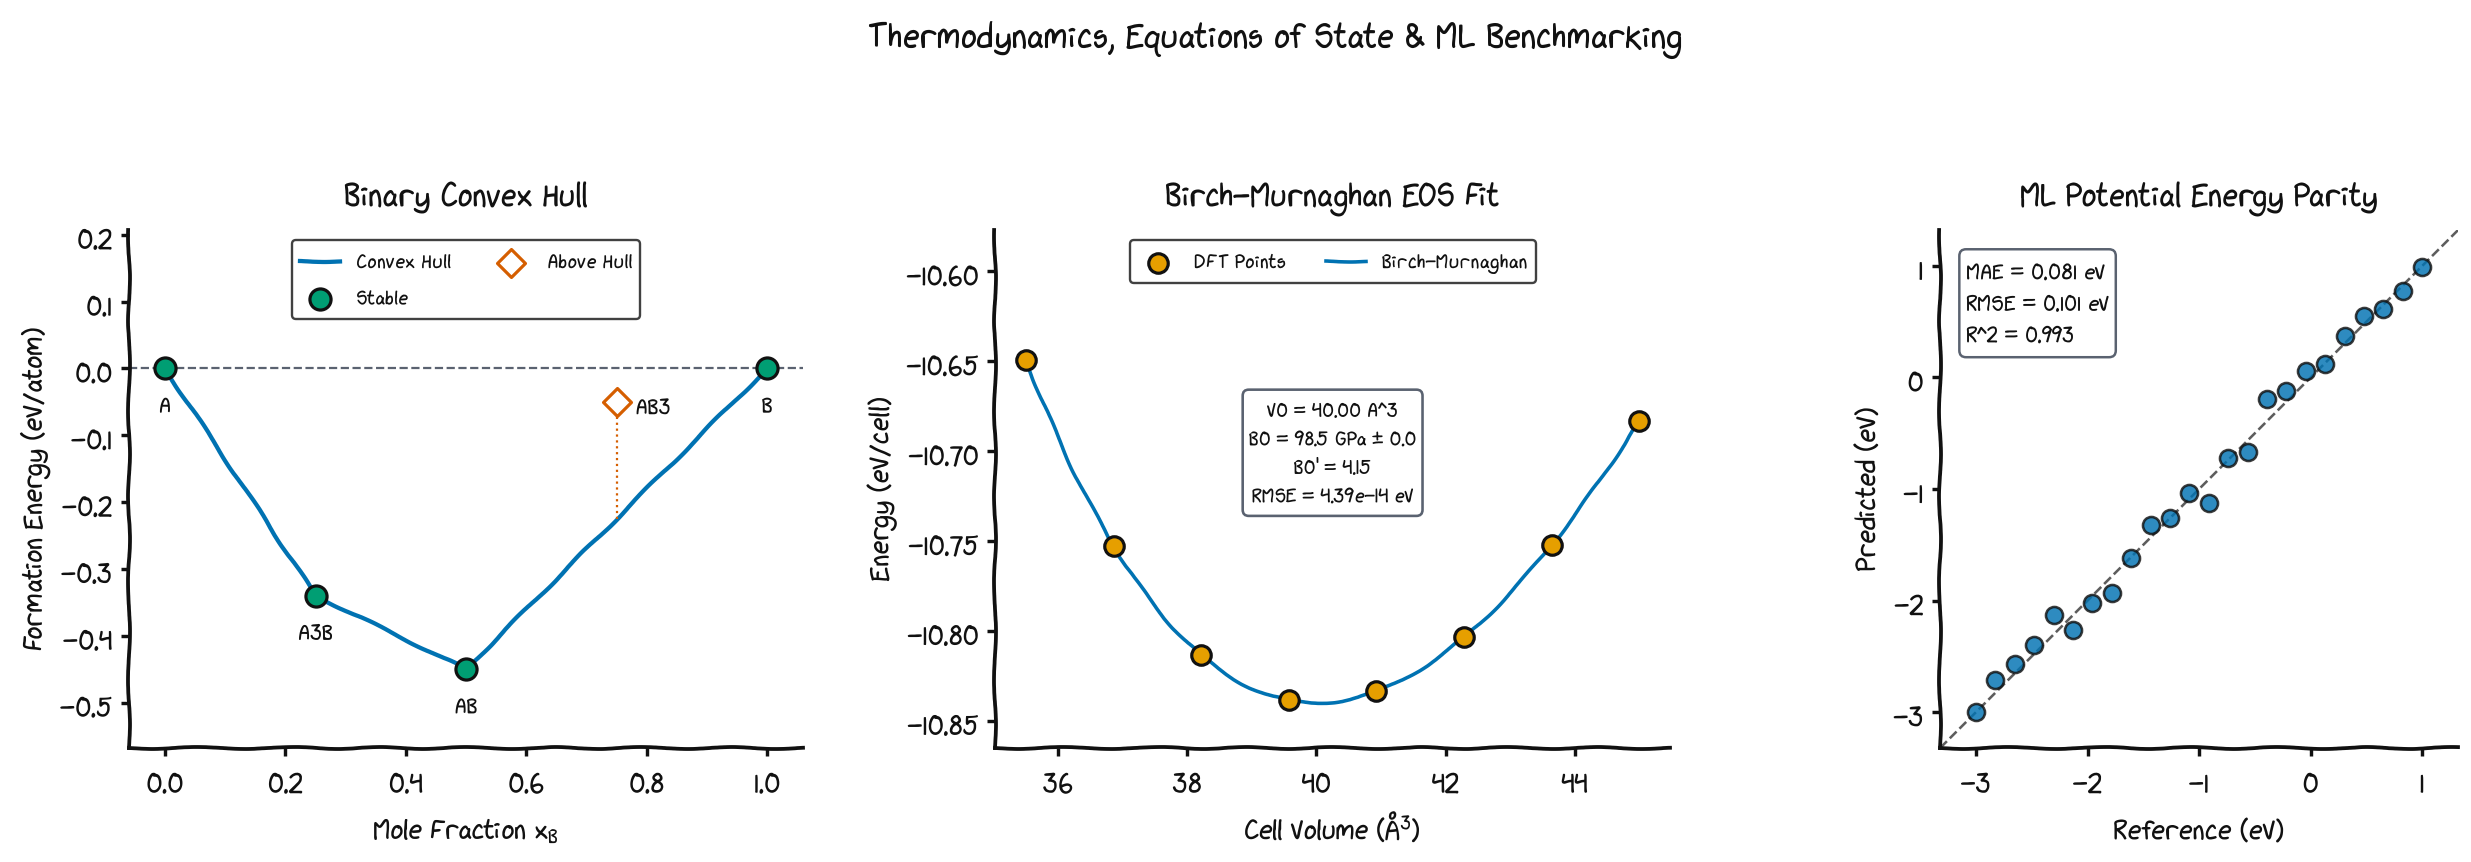 Thermodynamics, Equations of State & ML Benchmarking
Binary Convex Hull
Convex Hull
Above Hull
Stable
0.2
0.1
0.0
−0.1
−0.2
−0.3
−0.4
−0.5
Formation Energy (eV/atom)
A
A3B
AB
AB3
B
0.0
0.2
0.4
0.6
0.8
1.0
Mole Fraction x_B
Birch−Murnaghan EOS Fit
DFT Points
Birch−Murnaghan
−10.60
−10.65
−10.70
−10.75
−10.80
−10.85
Energy (eV/cell)
V0 = 40.00 A^3
B0 = 98.5 GPa ± 0.0
B0' = 4.15
RMSE = 4.39e−14 eV
36
38
40
42
44
Cell Volume (Å³)
ML Potential Energy Parity
MAE = 0.081 eV
RMSE = 0.101 eV
R^2 = 0.993
1
0
−1
−2
−3
Predicted (eV)
−3
−2
−1
0
1
Reference (eV)